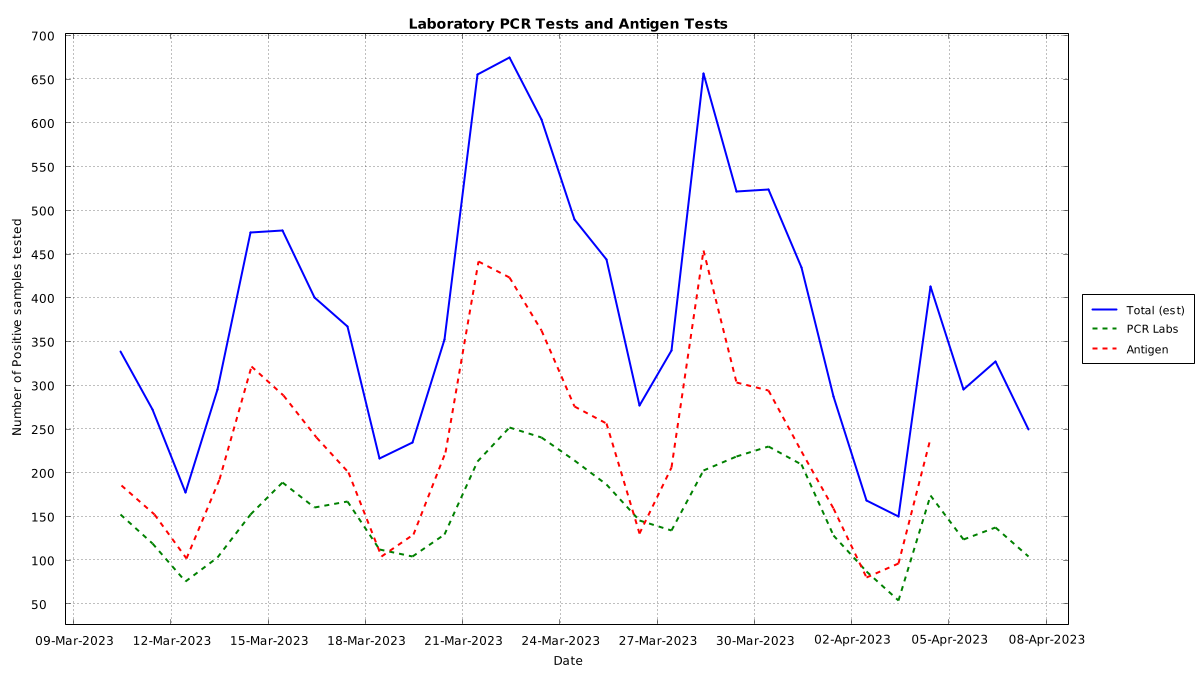 Laboratory PCR Tests and Antigen Tests
700
650
600
550
500
450
400
350
300
250
200
150
100
50
Number of Positive samples tested
09-Mar-2023 12-Mar-2023 15-Mar-2023 18-Mar-2023 21-Mar-2023 24-Mar-2023 27-Mar-2023 30-Mar-2023 02-Apr-2023 05-Apr-2023 08-Apr-2023
Date
Total (est)
PCR Labs
Antigen